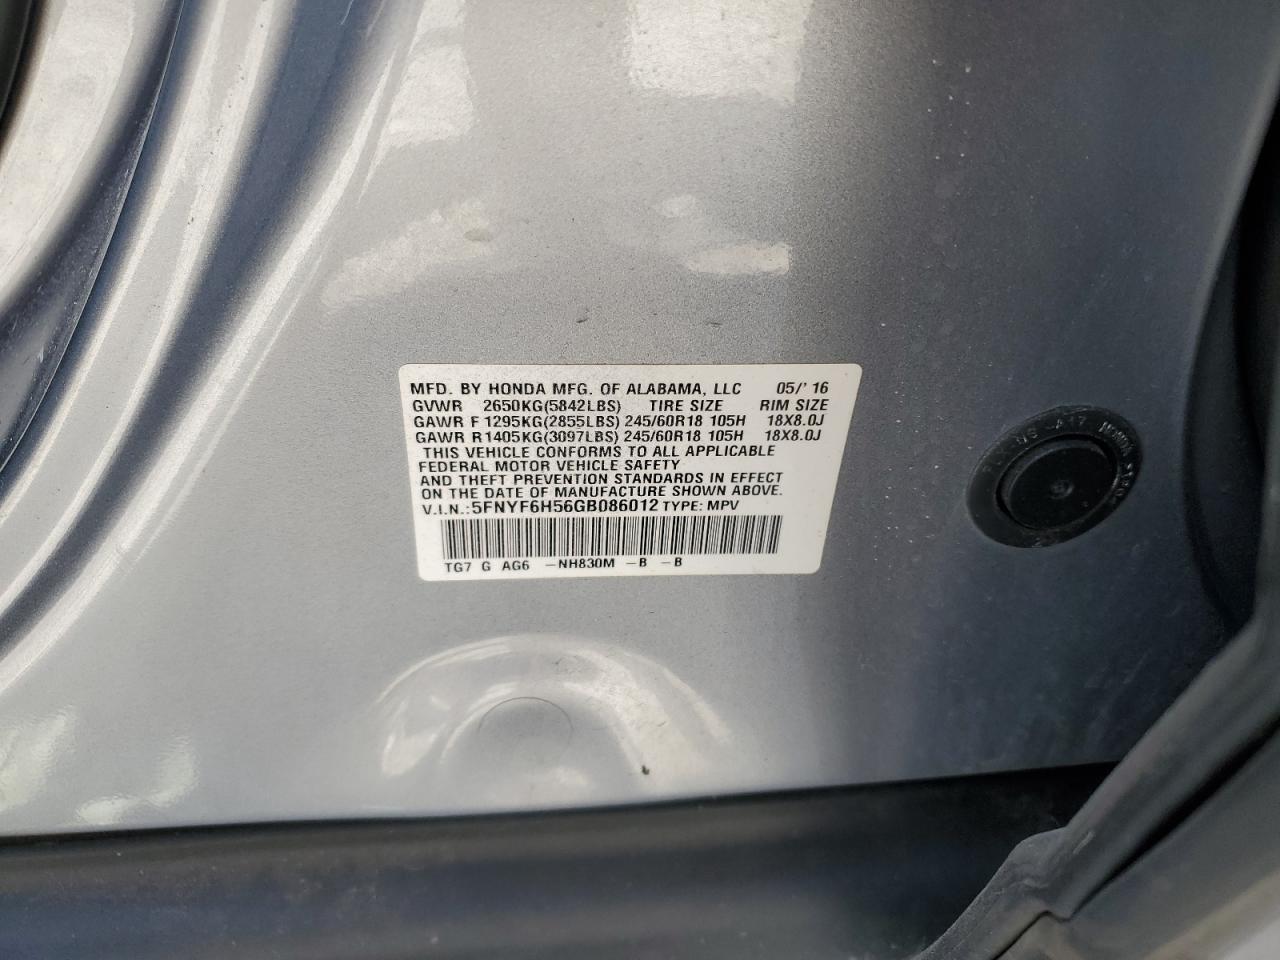 MFD. BY HONDA MFG. OF ALABAMA, LLC 05/'16
GVWR 2650KG(5842LBS) TIRE SIZE RIM SIZE
GAWR F 1295KG(2855LBS) 245/60R18 105H 18X8.0J
GAWR R 1405KG(3097LBS) 245/60R18 105H 18X8.0J
THIS VEHICLE CONFORMS TO ALL APPLICABLE
FEDERAL MOTOR VEHICLE SAFETY
AND THEFT PREVENTION STANDARDS IN EFFECT
ON THE DATE OF MANUFACTURE SHOWN ABOVE.
V.I.N.:5FNYF6H56GB086012 TYPE: MPV
TG7 G AG6 -NH830M -B -B